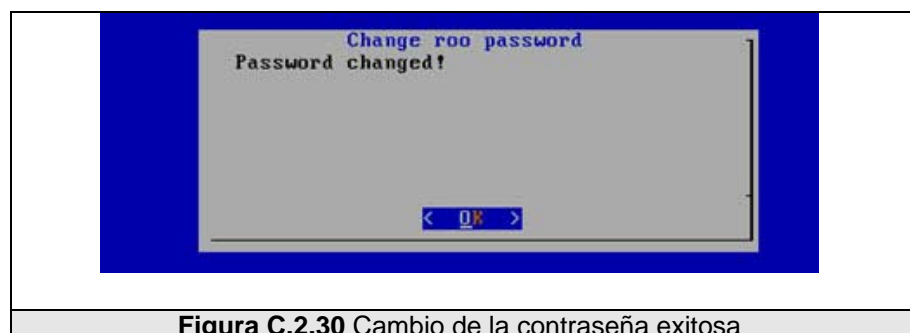 Change roo password
Password changed!
< OK >
Figura C.2.30 Cambio de la contraseña exitosa